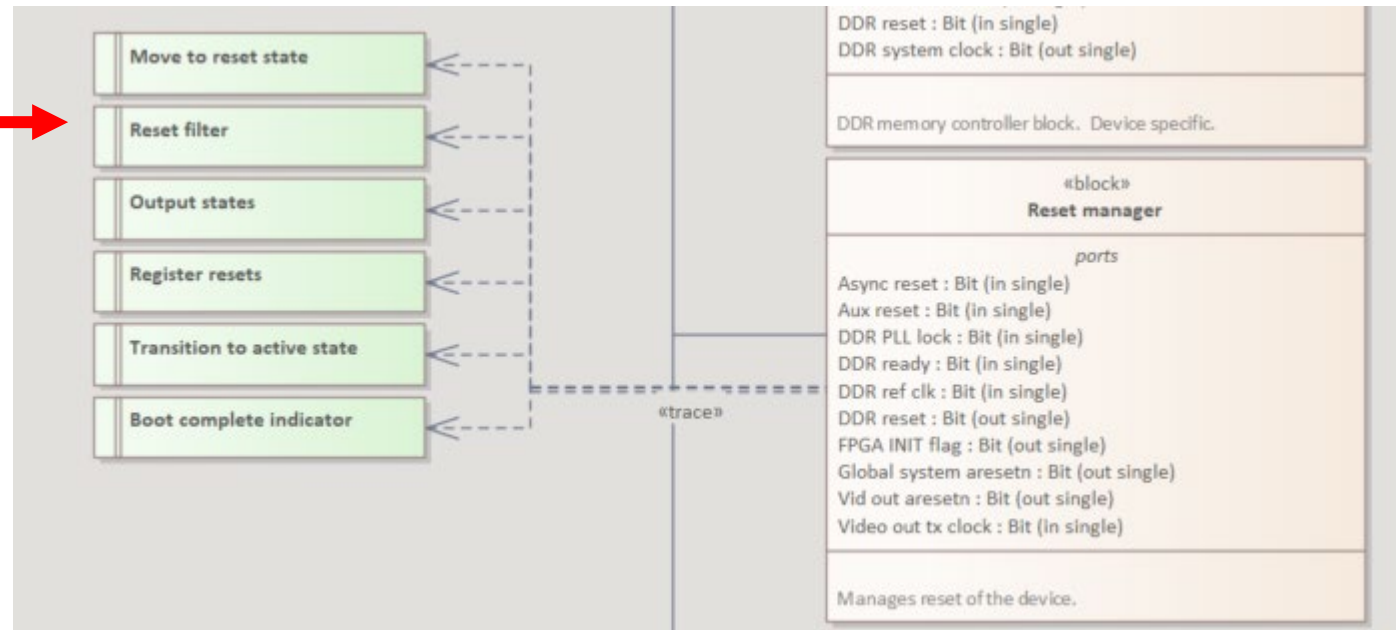 Move to reset state
Reset filter
Output states
Register resets
Transition to active state
Boot complete indicator
«trace»
DDR reset : Bit (in single)
DDR system clock : Bit (out single)
DDR memory controller block. Device specific.
«block»
Reset manager
ports
Async reset : Bit (in single)
Aux reset : Bit (in single)
DDR PLL lock : Bit (in single)
DDR ready : Bit (in single)
DDR ref clk : Bit (in single)
DDR reset : Bit (out single)
FPGA INIT flag : Bit (out single)
Global system aresetn : Bit (out single)
Vid out aresetn : Bit (out single)
Video out tx clock : Bit (in single)
Manages reset of the device.